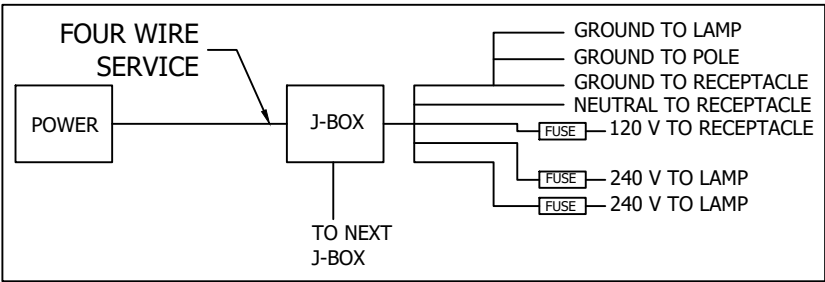 FOUR WIRE
SERVICE
POWER
J-BOX
TO NEXT
J-BOX
GROUND TO LAMP
GROUND TO POLE
GROUND TO RECEPTACLE
NEUTRAL TO RECEPTACLE
FUSE 120 V TO RECEPTACLE
FUSE 240 V TO LAMP
FUSE 240 V TO LAMP